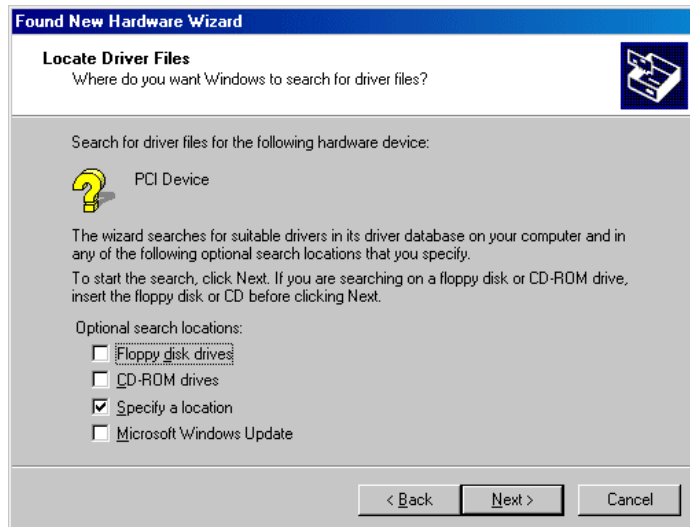 Found New Hardware Wizard
Locate Driver Files
Where do you want Windows to search for driver files?
Search for driver files for the following hardware device:
PCI Device
The wizard searches for suitable drivers in its driver database on your computer and in
any of the following optional search locations that you specify.
To start the search, click Next. If you are searching on a floppy disk or CD-ROM drive,
insert the floppy disk or CD before clicking Next.
Optional search locations:
Floppy disk drives
CD-ROM drives
Specify a location
Microsoft Windows Update
< Back Next > Cancel